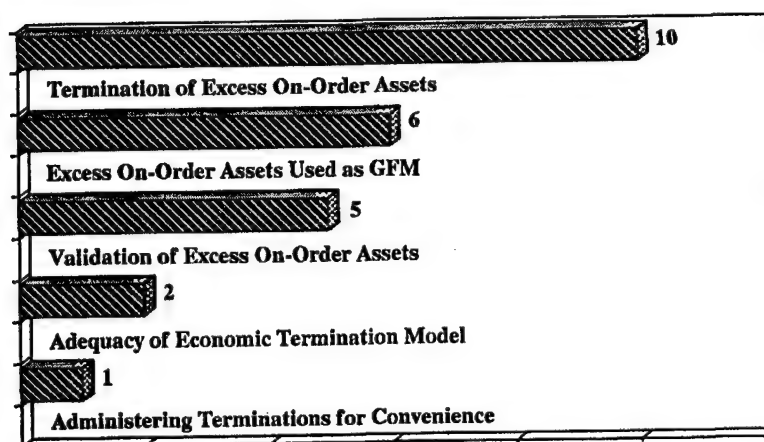 10
Termination of Excess On-Order Assets
6
Excess On-Order Assets Used as GFM
5
Validation of Excess On-Order Assets
2
Adequacy of Economic Termination Model
1
Administering Terminations for Convenience